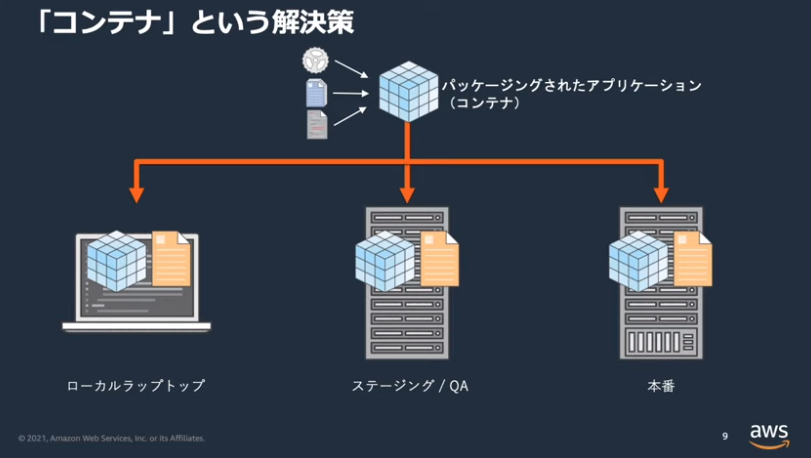 「コンテナ」という解決策
パッケージングされたアプリケーション
（コンテナ）
ローカルラップトップ
ステージング / QA
本番
© 2021, Amazon Web Services, Inc. or its Affiliates.
9
aws